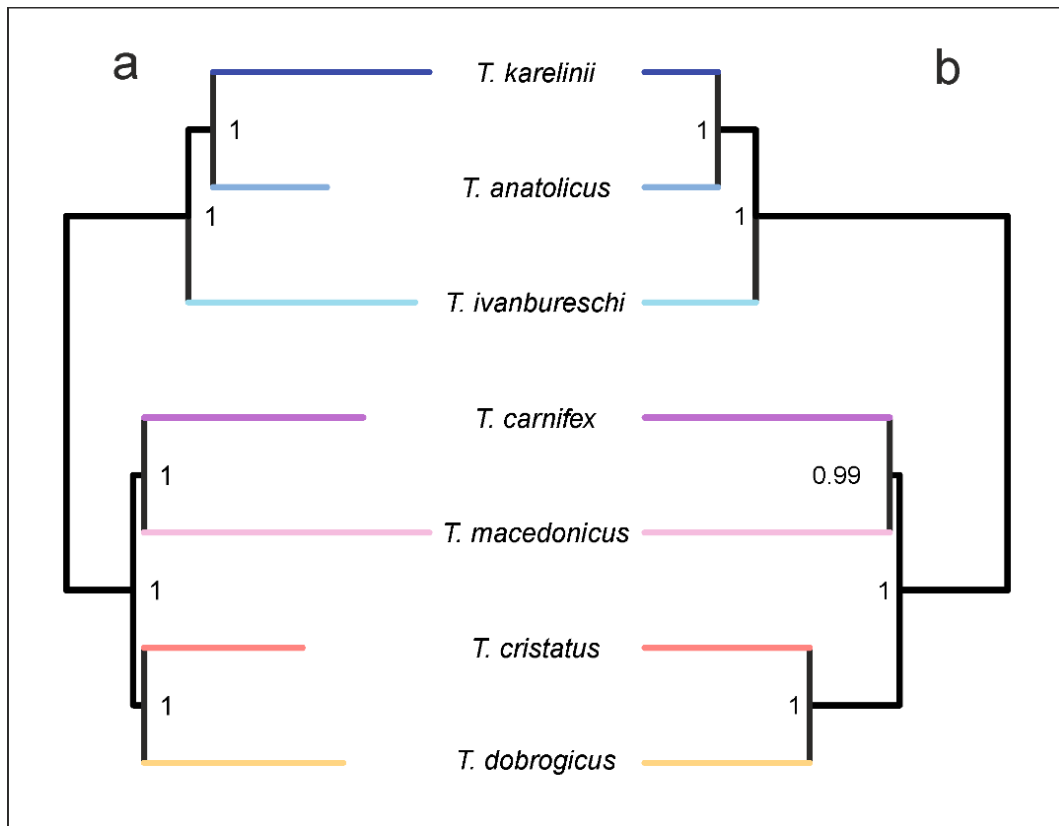 a
b
T. karelinii
1
1
T. anatolicus
1
1
T. ivanbureschi
T. carnifex
1
0.99
T. macedonicus
1
1
T. cristatus
1
1
T. dobrogicus